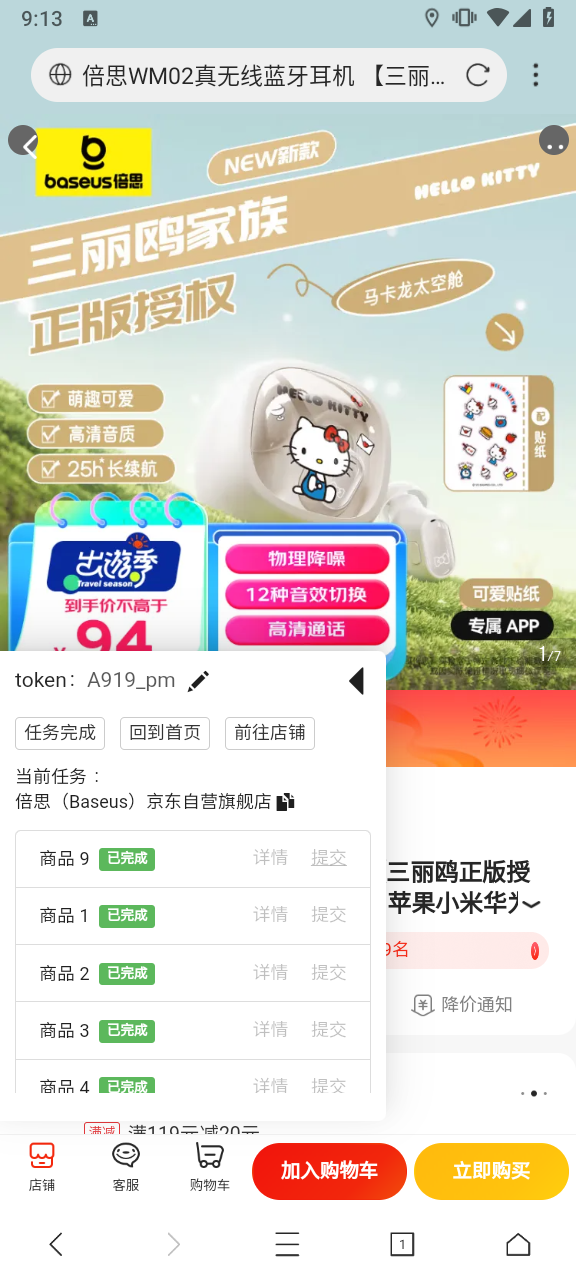 9:13
A
倍思WM02真无线蓝牙耳机 【三丽...
baseus倍思
NEW新款
HELLO KITTY
三丽鸥家族
正版授权
马卡龙太空舱
萌趣可爱
高清音质
25h长续航
HELLO KITTY
配
贴纸
出游季
Travel season
到手价不高于
¥94
物理降噪
12种音效切换
高清通话
可爱贴纸
专属 APP
1/7
token: A919_pm
任务完成
回到首页
前往店铺
当前任务：
倍思（Baseus）京东自营旗舰店
商品 9 已完成 详情 提交
商品 1 已完成 详情 提交
商品 2 已完成 详情 提交
商品 3 已完成 详情 提交
商品 4 已完成 详情 提交
三丽鸥正版授
苹果小米华为
9名
降价通知
满减 满119元减20元
店铺
客服
购物车
加入购物车
立即购买
1